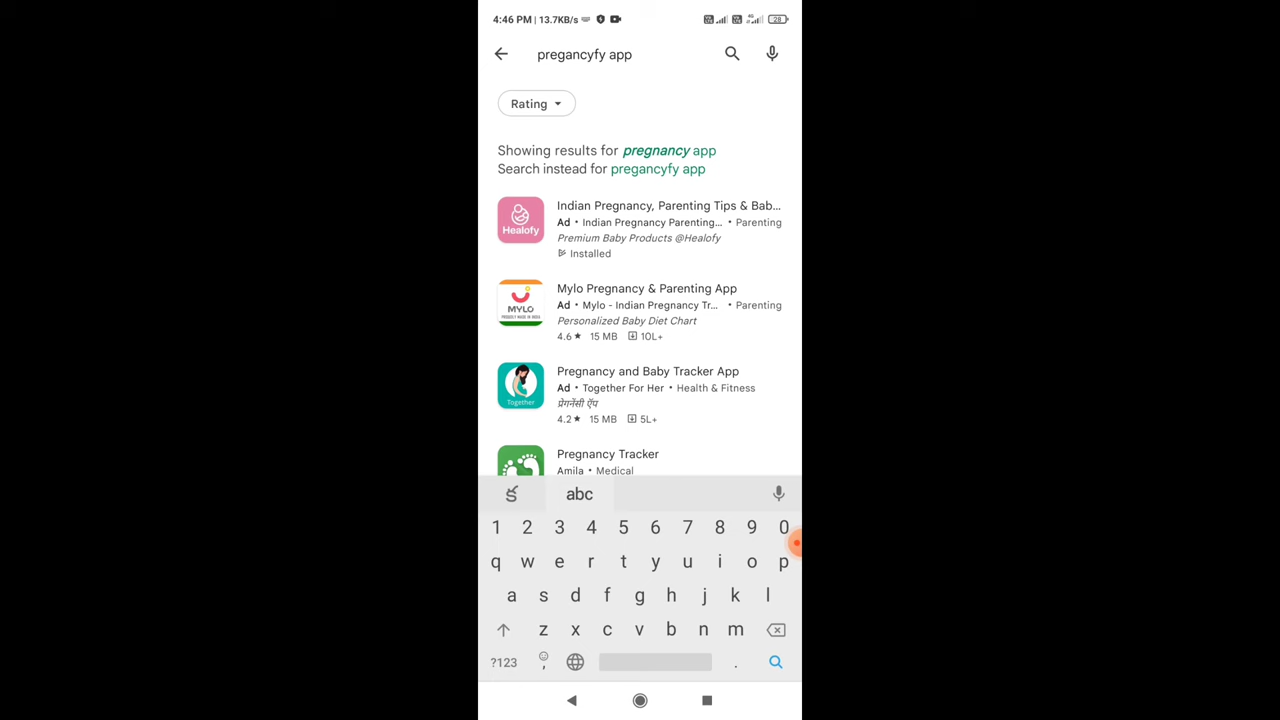 4:46 PM | 13.7KB/s 28
pregancyfy app
Rating
Showing results for pregnancy app
Search instead for pregancyfy app
Healofy
Indian Pregnancy, Parenting Tips & Bab...
Ad • Indian Pregnancy Parenting... • Parenting
Premium Baby Products @Healofy
Installed
MYLO
Mylo Pregnancy & Parenting App
Ad • Mylo - Indian Pregnancy Tr... • Parenting
Personalized Baby Diet Chart
4.6★ 15 MB 10L+
Together
Pregnancy and Baby Tracker App
Ad • Together For Her • Health & Fitness
प्रेगनेंसी ऍप
4.2★ 15 MB 5L+
Pregnancy Tracker
Amila • Medical
abc
1 2 3 4 5 6 7 8 9 0
q w e r t y u i o p
a s d f g h j k l
z x c v b n m
?123 , .